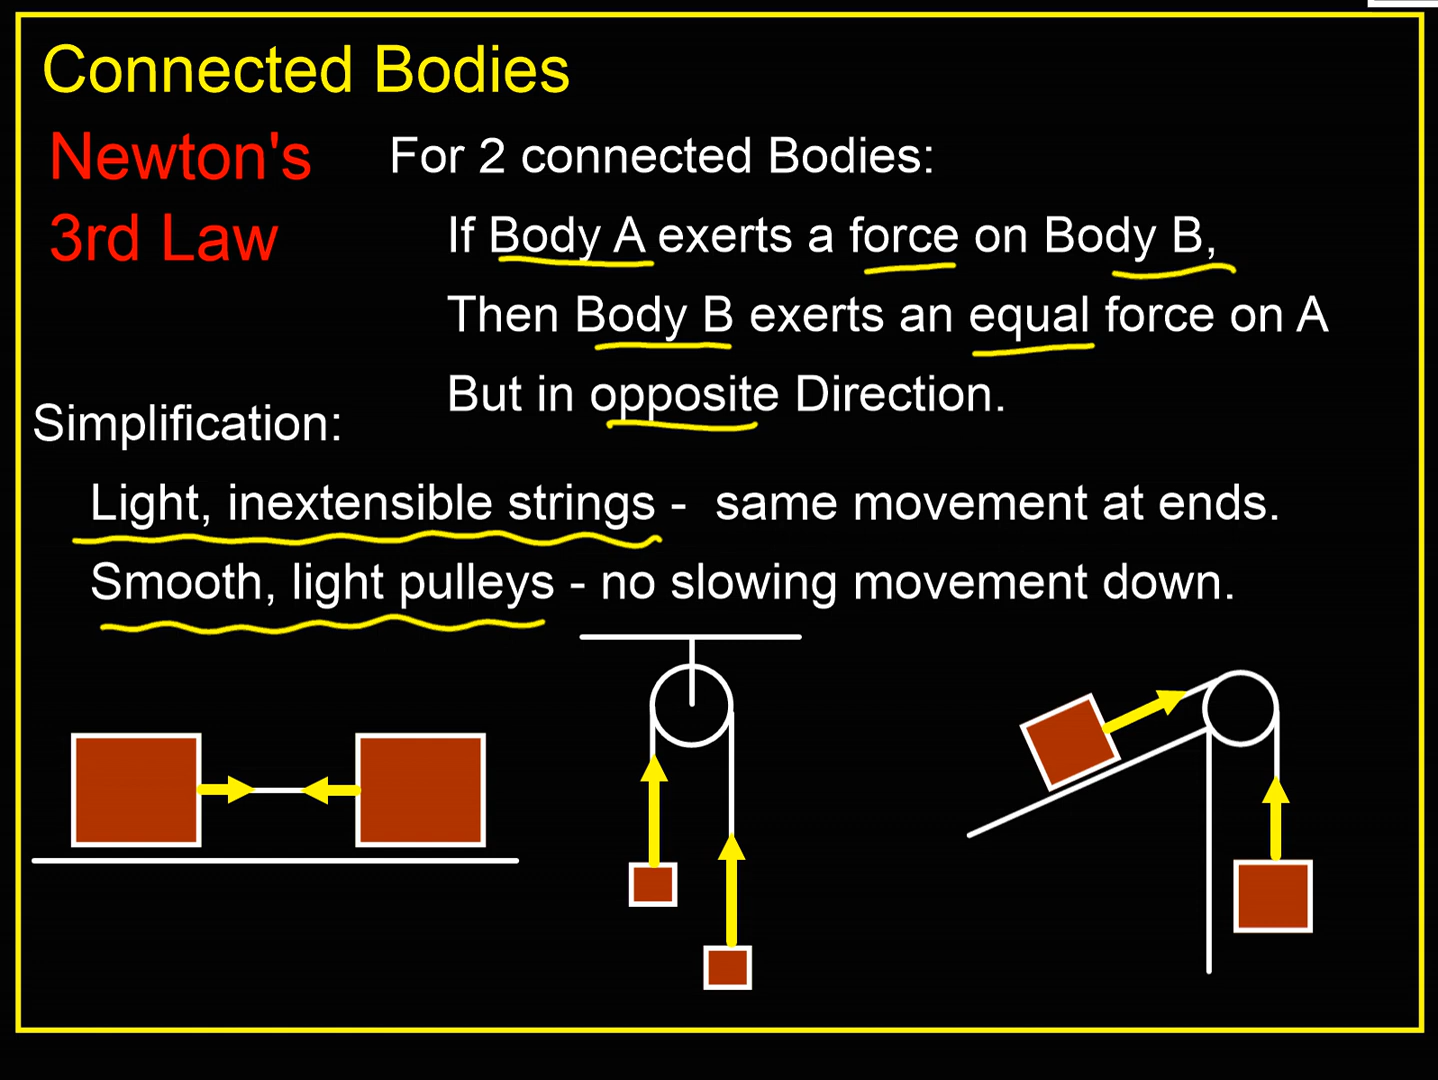 Connected Bodies
Newton's
3rd Law
For 2 connected Bodies:
If Body A exerts a force on Body B,
Then Body B exerts an equal force on A
But in opposite Direction.
Simplification:
Light, inextensible strings - same movement at ends.
Smooth, light pulleys - no slowing movement down.